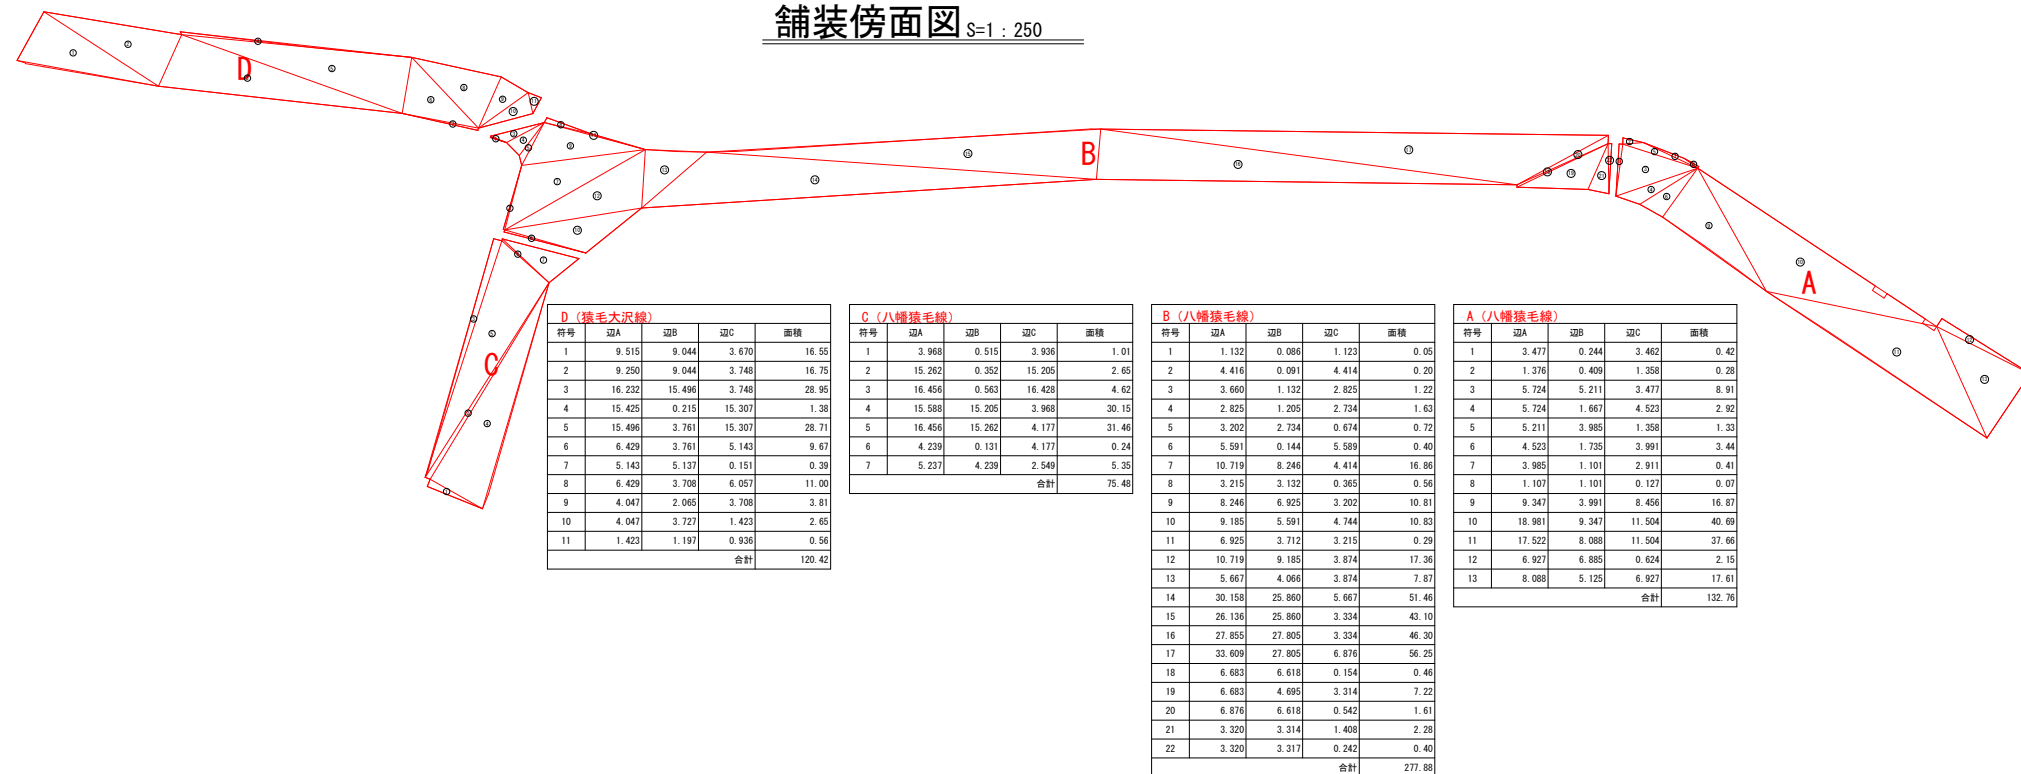 舗装傍面図 S=1：250
D
B
A
C
D（猿毛大沢線）
符号 辺A 辺B 辺C 面積
1 9.515 9.044 3.670 16.55
2 9.250 9.044 3.748 16.75
3 16.232 15.496 3.748 28.95
4 15.425 0.215 15.307 1.38
5 15.496 3.761 15.307 28.71
6 6.429 3.761 5.143 9.67
7 5.143 5.137 0.151 0.39
8 6.429 3.708 6.057 11.00
9 4.047 2.065 3.708 3.81
10 4.047 3.727 1.423 2.65
11 1.423 1.197 0.936 0.56
合計 120.42
C（八幡猿毛線）
符号 辺A 辺B 辺C 面積
1 3.968 0.515 3.936 1.01
2 15.262 0.352 15.205 2.65
3 16.456 0.563 16.428 4.62
4 15.588 15.205 3.968 30.15
5 16.456 15.262 4.177 31.46
6 4.239 0.131 4.177 0.24
7 5.237 4.239 2.549 5.35
合計 75.48
B（八幡猿毛線）
符号 辺A 辺B 辺C 面積
1 1.132 0.086 1.123 0.05
2 4.416 0.091 4.414 0.20
3 3.660 1.132 2.825 1.22
4 2.825 1.205 2.734 1.63
5 3.202 2.734 0.674 0.72
6 5.591 0.144 5.589 0.40
7 10.719 8.246 4.414 16.86
8 3.215 3.132 0.365 0.56
9 8.246 6.925 3.202 10.81
10 9.185 5.591 4.744 10.83
11 6.925 3.712 3.215 0.29
12 10.719 9.185 3.874 17.36
13 5.667 4.066 3.874 7.87
14 30.158 25.860 5.667 51.46
15 26.136 25.860 3.334 43.10
16 27.855 27.805 3.334 46.30
17 33.609 27.805 6.876 56.25
18 6.683 6.618 0.154 0.46
19 6.683 4.695 3.314 7.22
20 6.876 6.618 0.542 1.61
21 3.320 3.314 1.408 2.28
22 3.320 3.317 0.242 0.40
合計 277.88
A（八幡猿毛線）
符号 辺A 辺B 辺C 面積
1 3.477 0.244 3.462 0.42
2 1.376 0.409 1.358 0.28
3 5.724 5.211 3.477 8.91
4 5.724 1.667 4.523 2.92
5 5.211 3.985 1.358 1.33
6 4.523 1.735 3.991 3.44
7 3.985 1.101 2.911 0.41
8 1.107 1.101 0.127 0.07
9 9.347 3.991 8.456 16.87
10 18.981 9.347 11.504 40.69
11 17.522 8.088 11.504 37.66
12 6.927 6.885 0.624 2.15
13 8.088 5.125 6.927 17.61
合計 132.76